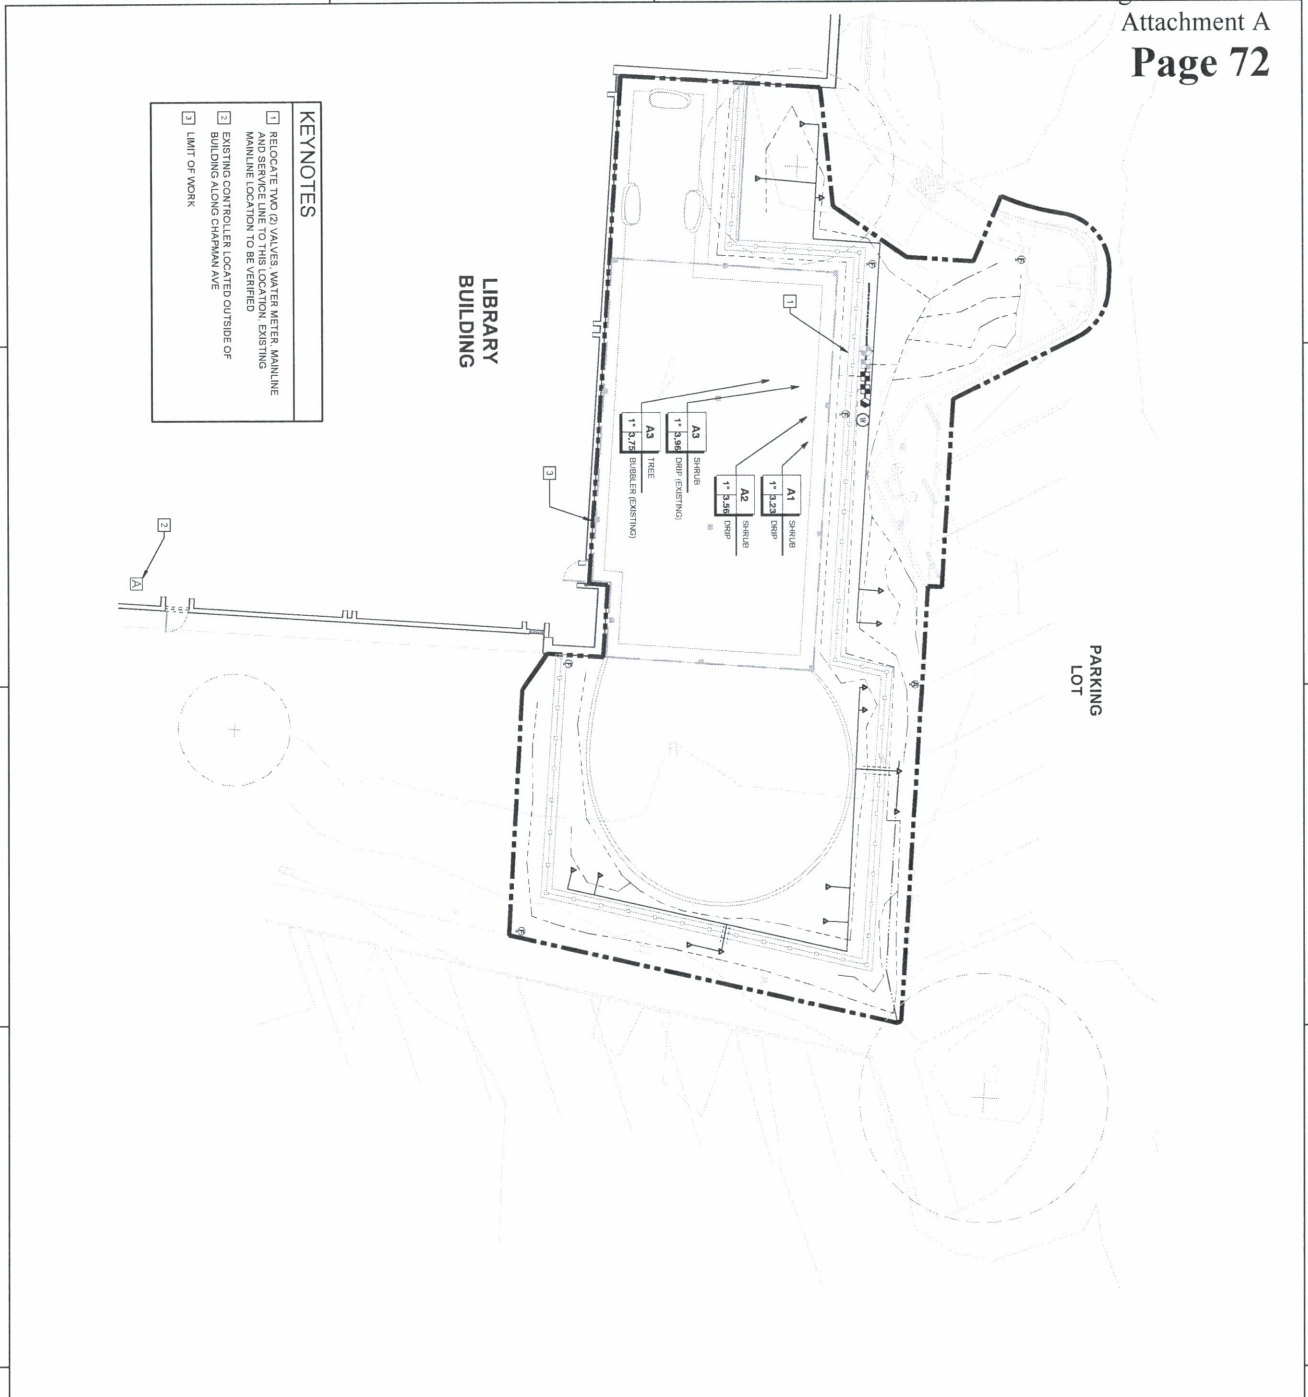 Attachment A
Page 72
KEYNOTES
1 RELOCATE TWO (2) VALVES, WATER METER, MAINLINE
AND SERVICE LINE TO THIS LOCATION. EXISTING
MAINLINE LOCATION TO BE VERIFIED
2 EXISTING CONTROLLER LOCATED OUTSIDE OF
BUILDING ALONG CHAPMAN AVE
3 LIMIT OF WORK
LIBRARY
BUILDING
PARKING
LOT
1
A1 SHRUB
1" 3.23 DRIP
A2 SHRUB
1" 3.56 DRIP
A3 SHRUB
1" 3.96 DRIP (EXISTING)
A3 TREE
1" 3.75 BUBBLER (EXISTING)
3
2
A